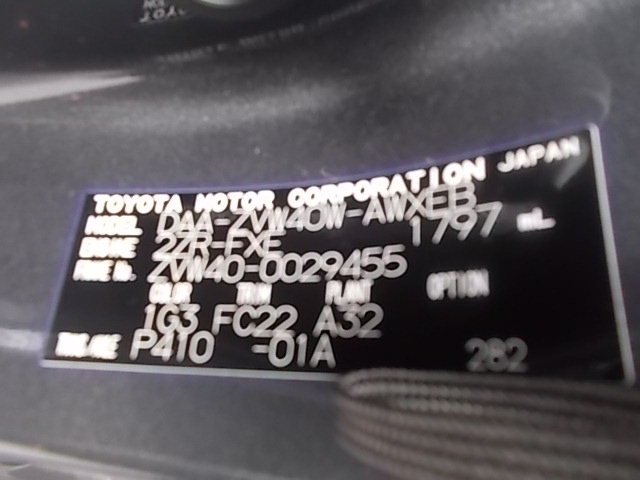 TOYOTA MOTOR CORPORATION JAPAN
MODEL DAA-ZVW40W-AWXEB
ENGINE 2ZR-FXE 1797 mL
FRAME No. ZVW40-0029455
COLOR TRIM PLANT OPTION
1G3 FC22 A32
TRANS/AXLE P410 -01A 282